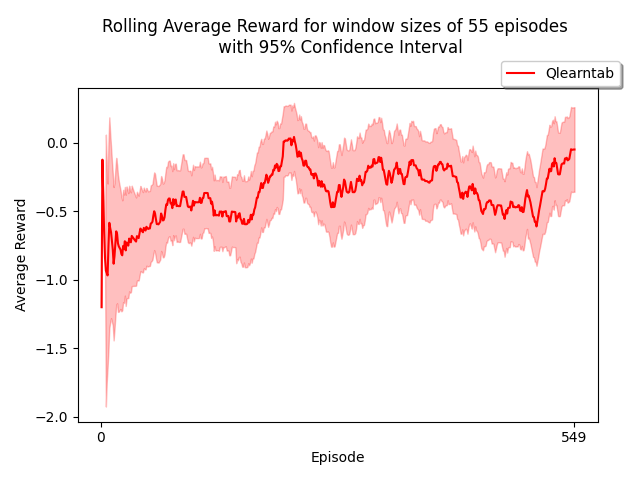 Rolling Average Reward for window sizes of 55 episodes
with 95% Confidence Interval
Qlearntab
0.0
−0.5
−1.0
−1.5
−2.0
Average Reward
0 549
Episode